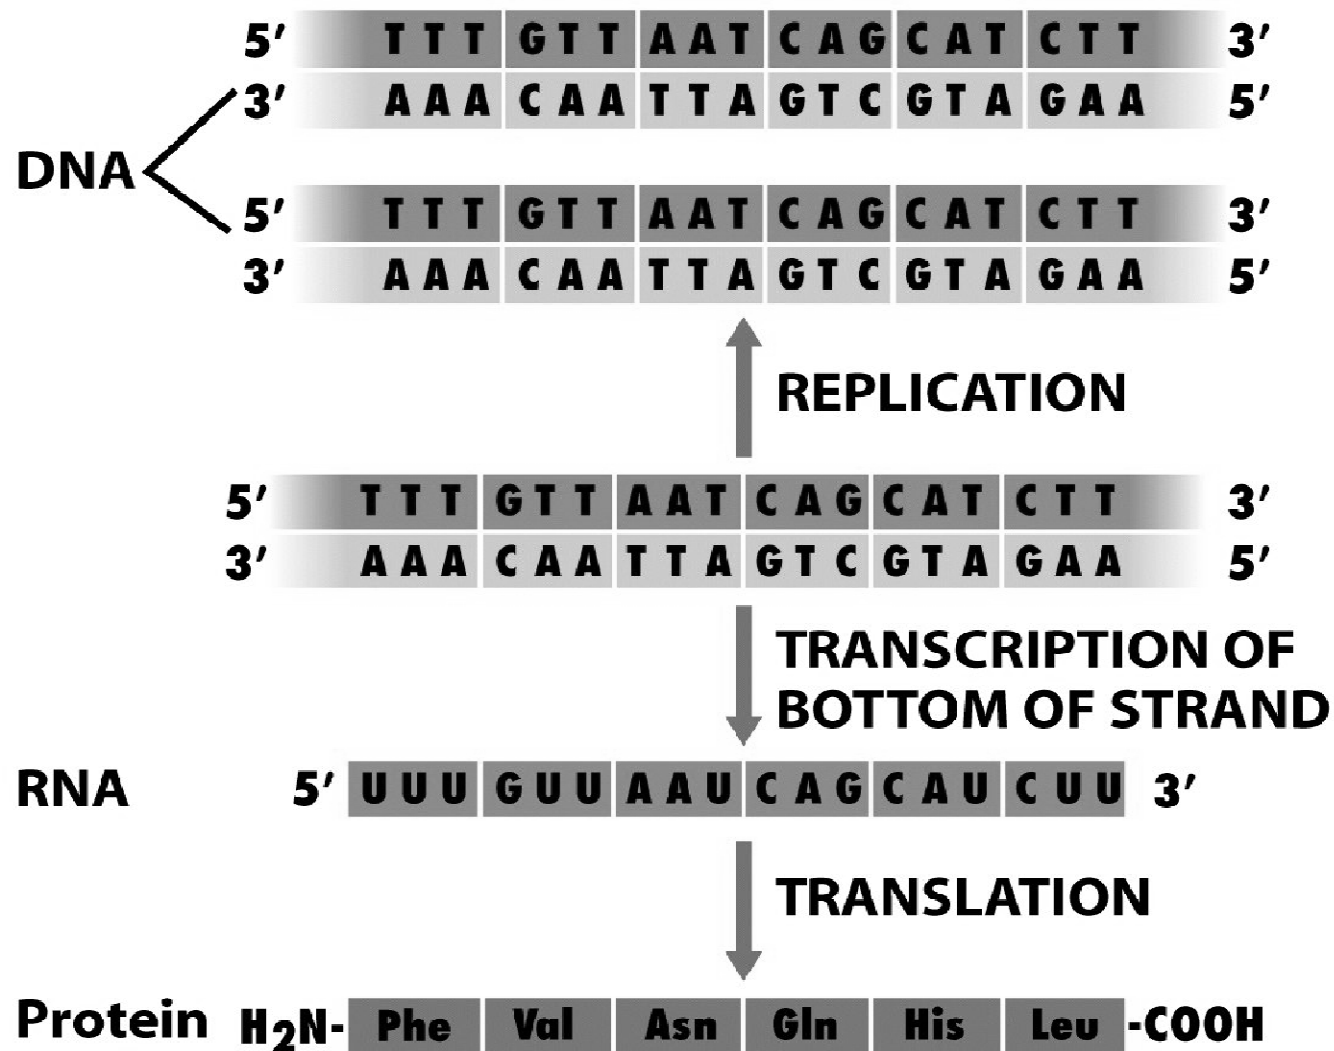 5′ TTT GTT AAT CAG CAT CTT 3′
3′ AAA CAA TTA GTC GTA GAA 5′
DNA
5′ TTT GTT AAT CAG CAT CTT 3′
3′ AAA CAA TTA GTC GTA GAA 5′
REPLICATION
5′ TTT GTT AAT CAG CAT CTT 3′
3′ AAA CAA TTA GTC GTA GAA 5′
TRANSCRIPTION OF
BOTTOM OF STRAND
RNA 5′ UUU GUU AAU CAG CAU CUU 3′
TRANSLATION
Protein H₂N- Phe Val Asn Gln His Leu -COOH